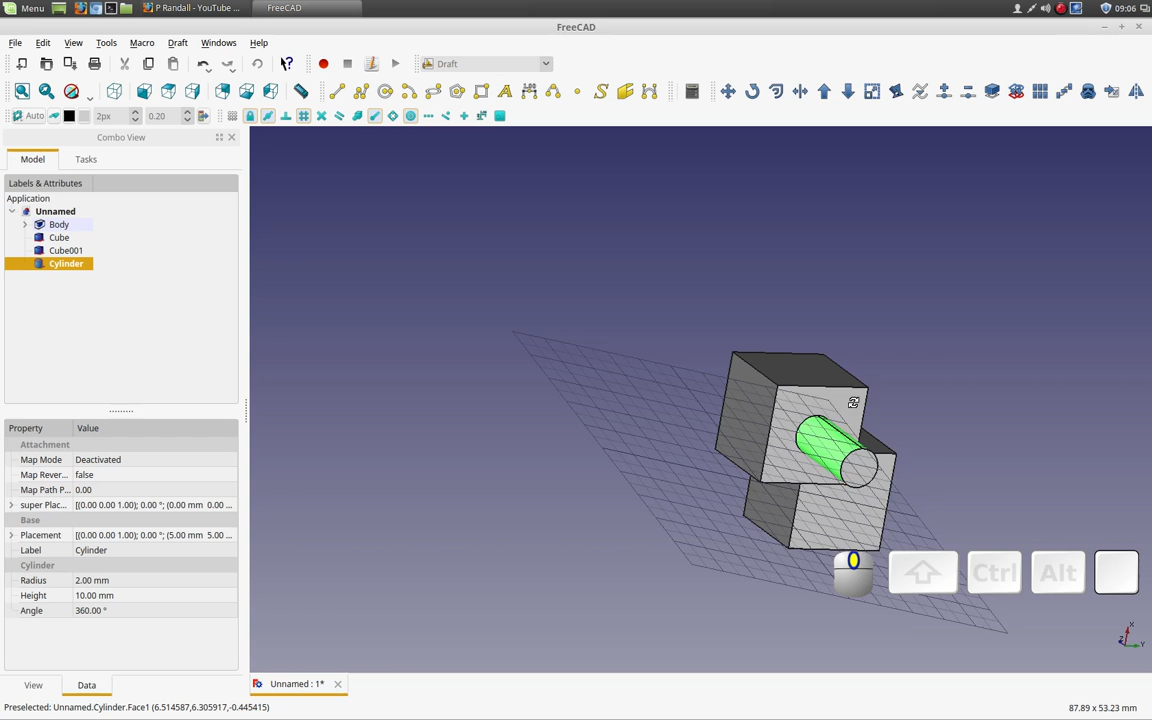 Menu
P Randall - YouTube ...
FreeCAD
09:06
FreeCAD
File Edit View Tools Macro Draft Windows Help
Draft
Auto 2px 0.20
Combo View
Model Tasks
Labels & Attributes
Application
Unnamed
Body
Cube
Cube001
Cylinder
Property Value
Attachment
Map Mode Deactivated
Map Rever... false
Map Path P... 0.00
super Plac... [(0.00 0.00 1.00); 0.00 °; (0.00 mm 0.00 ...
Base
Placement [(0.00 0.00 1.00); 0.00 °; (5.00 mm 5.00 ...
Label Cylinder
Cylinder
Radius 2.00 mm
Height 10.00 mm
Angle 360.00 °
Ctrl Alt
X
Y
Z
View Data
Unnamed : 1*
Preselected: Unnamed.Cylinder.Face1 (6.514587,6.305917,-0.445415)
87.89 x 53.23 mm